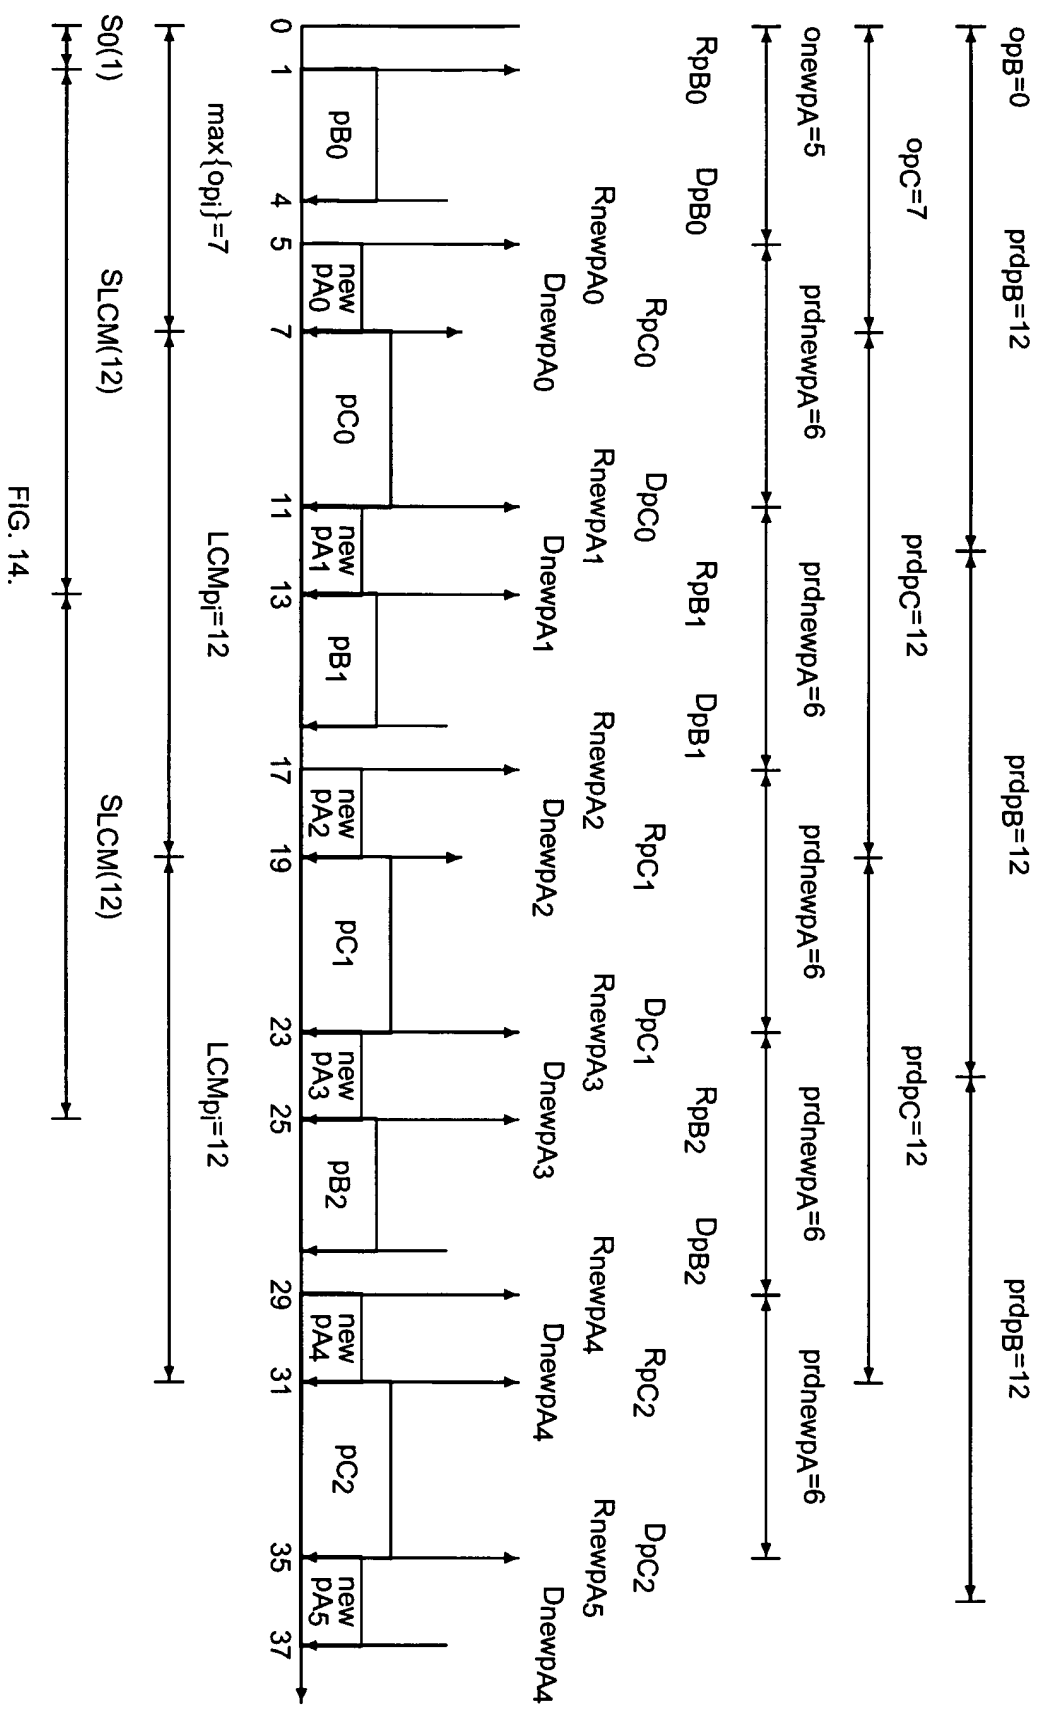 opB=0 prdpB=12 prdpB=12 prdpB=12
opC=7 prdpC=12 prdpC=12
onewpA=5 prdnewpA=6 prdnewpA=6 prdnewpA=6 prdnewpA=6 prdnewpA=6
RpB0 DpB0 RpB1 DpB1 RpB2 DpB2
RpC0 DpC0 RpC1 DpC1 RpC2 DpC2
RnewpA0 RnewpA1 RnewpA2 RnewpA3 RnewpA4 RnewpA5
DnewpA0 DnewpA1 DnewpA2 DnewpA3 DnewpA4 DnewpA4
pB0 new pA0 pC0 new pA1 pB1 new pA2 pC1 new pA3 pB2 new pA4 pC2 new pA5
0 1 4 5 7 11 13 17 19 23 25 29 31 35 37
max{opi}=7 LCMpi=12 LCMpi=12
S0(1) SLCM(12) SLCM(12)
FIG. 14.